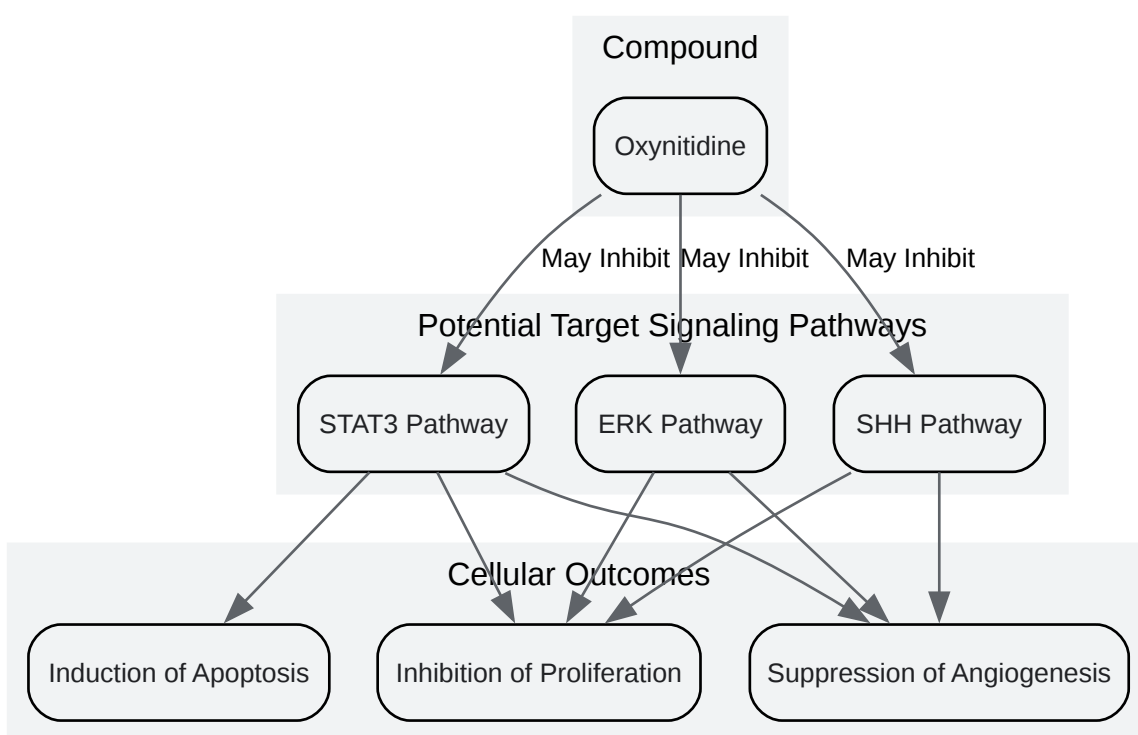 Compound
Oxynitidine
May Inhibit May Inhibit May Inhibit
Potential Target Signaling Pathways
STAT3 Pathway ERK Pathway SHH Pathway
Cellular Outcomes
Induction of Apoptosis Inhibition of Proliferation Suppression of Angiogenesis